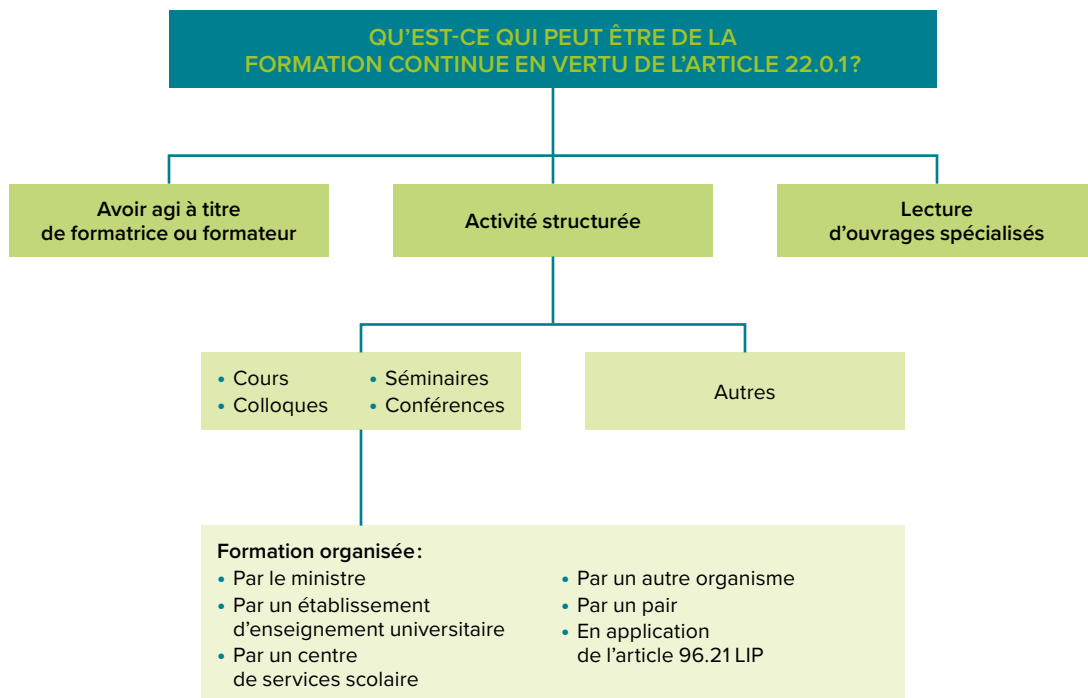 QU’EST-CE QUI PEUT ÊTRE DE LA
FORMATION CONTINUE EN VERTU DE L’ARTICLE 22.0.1?
Avoir agi à titre
de formatrice ou formateur
Activité structurée
Lecture
d’ouvrages spécialisés
• Cours
• Colloques
• Séminaires
• Conférences
Autres
Formation organisée :
• Par le ministre
• Par un établissement
d’enseignement universitaire
• Par un centre
de services scolaire
• Par un autre organisme
• Par un pair
• En application
de l’article 96.21 LIP